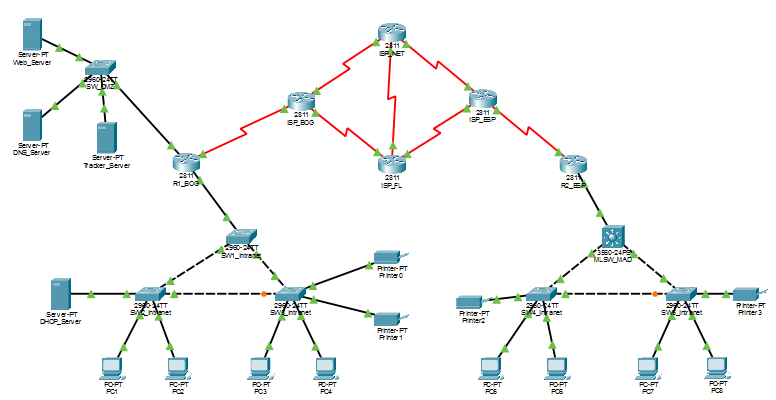 2811
ISP_NET
Server-PT
Web_Server
2960-24TT
SW_DMZ
2811
ISP_BOG
2811
ISP_ESP
Server-PT
DNS_Server
Server-PT
Tracker_Server
2811
R1_BOG
2811
ISP_FL
2811
R2_ESP
2960-24TT
SW1_Intranet
3560-24PS
MLSW_MAD
Printer-PT
Printer0
Server-PT
DHCP_Server
2960-24TT
SW2_Intranet
2960-24TT
Printer-PT
Printer1
Printer-PT
Printer2
2960-24TT
SW4_Intranet
2960-24TT
Printer-PT
Printer3
PC-PT
PC1
PC-PT
PC2
PC-PT
PC3
PC-PT
PC4
PC-PT
PC5
PC-PT
PC6
PC-PT
PC7
PC-PT
PC8